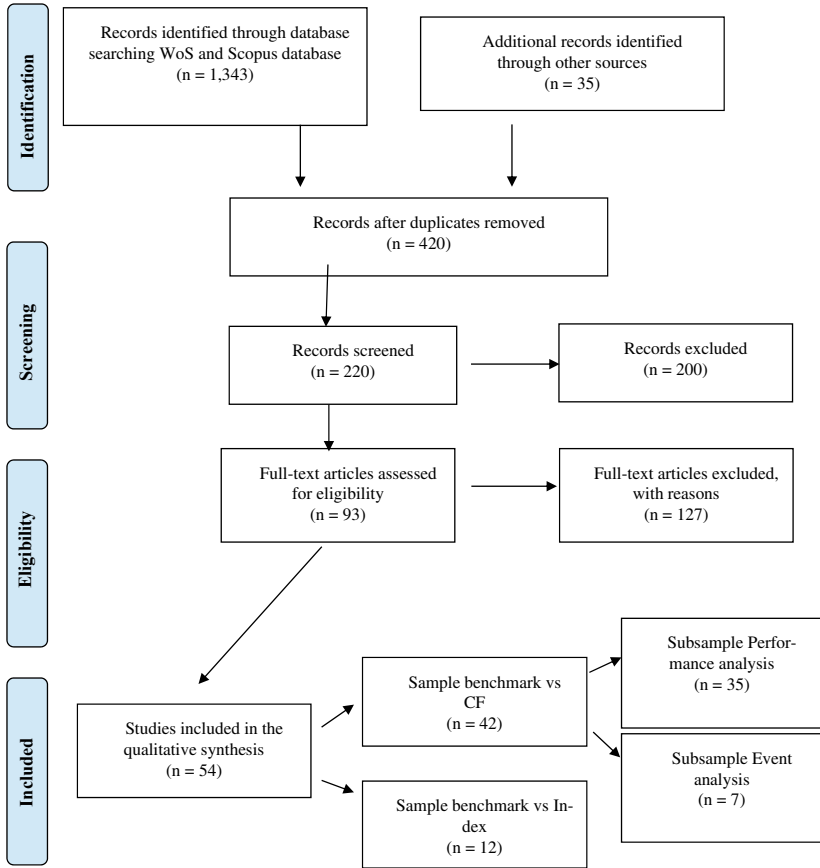 Identification
Records identified through database
searching WoS and Scopus database
(n = 1,343)
Additional records identified
through other sources
(n = 35)
Records after duplicates removed
(n = 420)
Screening
Records screened
(n = 220)
Records excluded
(n = 200)
Eligibility
Full-text articles assessed
for eligibility
(n = 93)
Full-text articles excluded,
with reasons
(n = 127)
Included
Studies included in the
qualitative synthesis
(n = 54)
Sample benchmark vs
CF
(n = 42)
Subsample Perfor-
mance analysis
(n = 35)
Subsample Event
analysis
(n = 7)
Sample benchmark vs In-
dex
(n = 12)